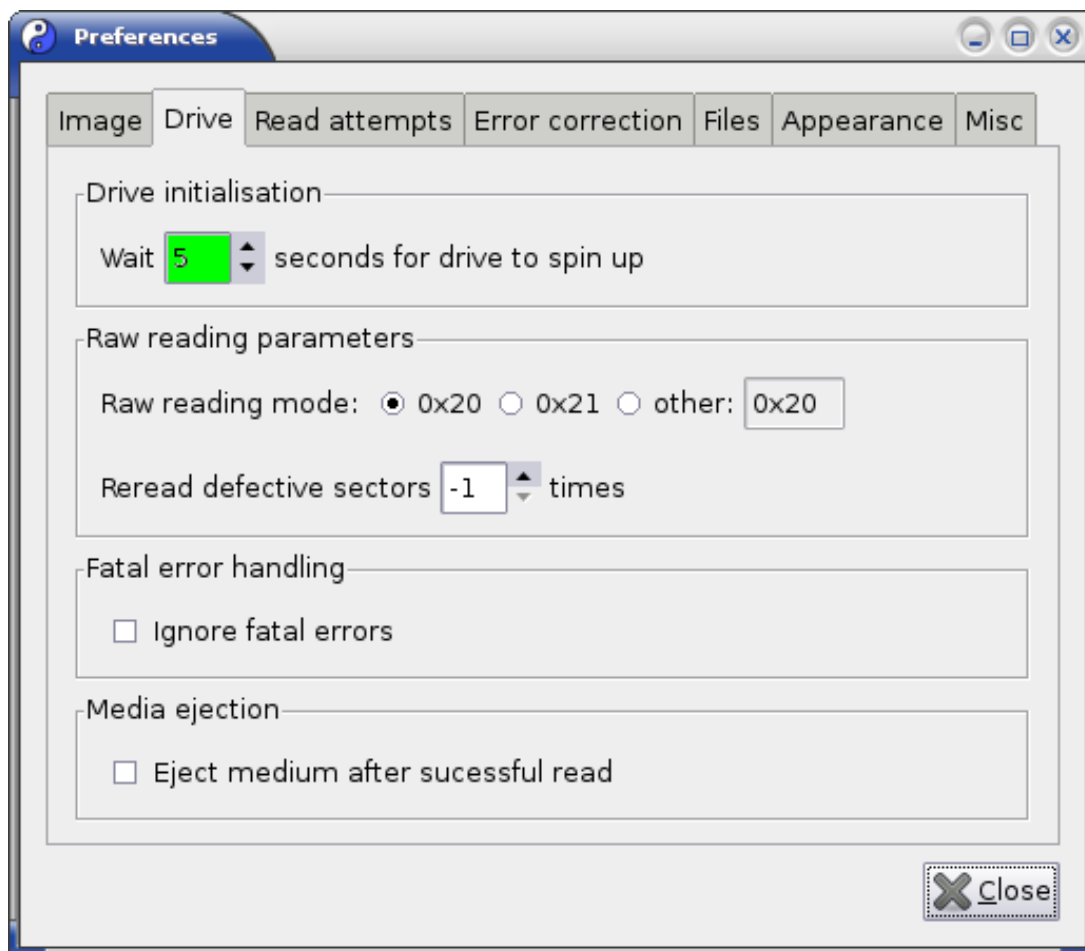 Preferences
Image Drive Read attempts Error correction Files Appearance Misc
Drive initialisation
Wait 5 seconds for drive to spin up
Raw reading parameters
Raw reading mode: 0x20 0x21 other: 0x20
Reread defective sectors -1 times
Fatal error handling
Ignore fatal errors
Media ejection
Eject medium after sucessful read
Close